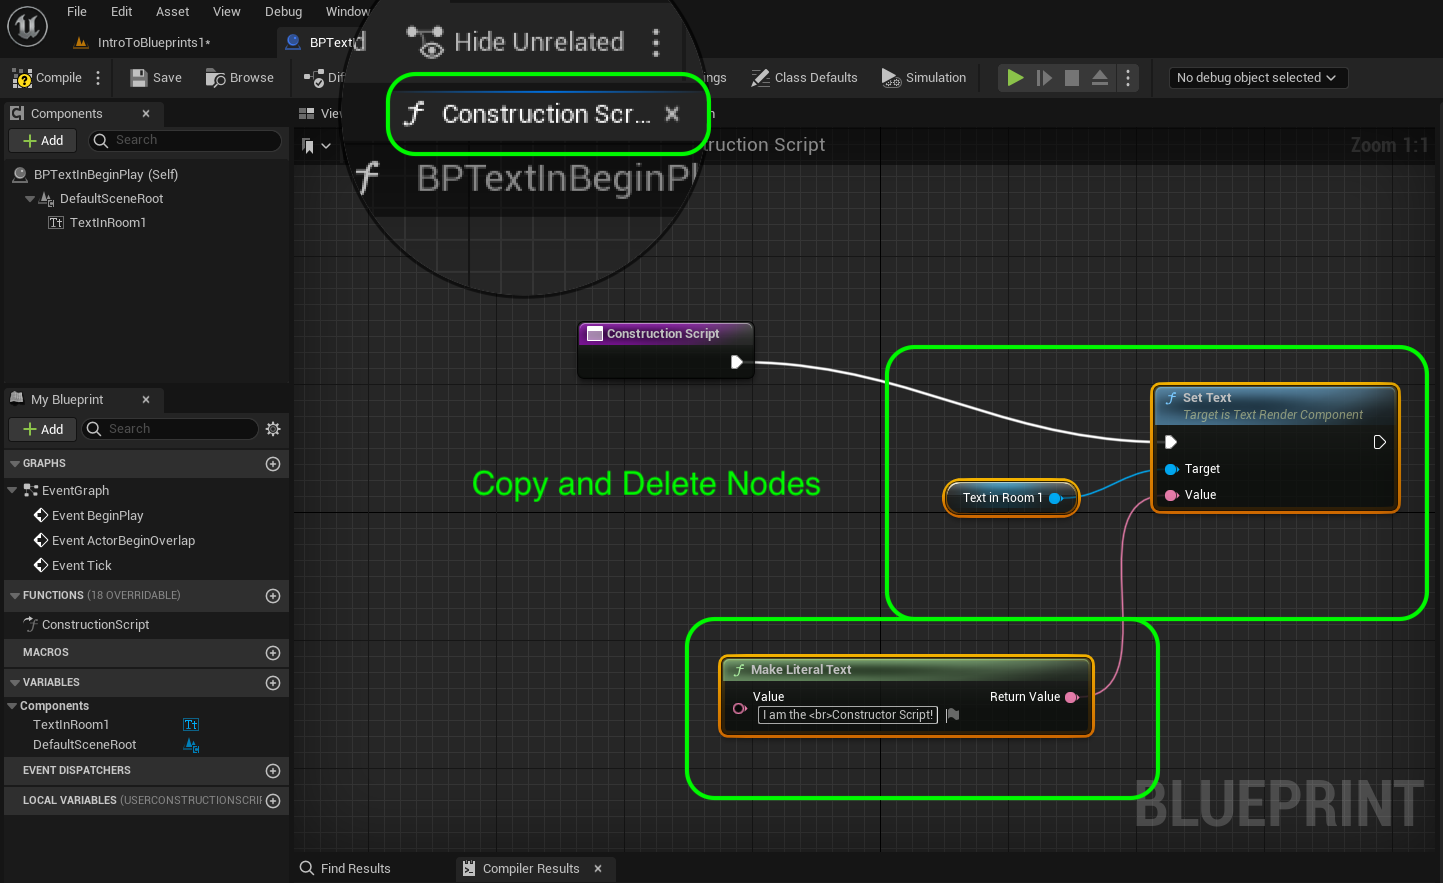 File Edit Asset View Debug Window
IntroToBlueprints1*
BPText
d
Hide Unrelated
Compile
Save
Browse
Diff
ngs
Class Defaults
Simulation
No debug object selected
Components
Construction Scr...
View
n
Add
Search
ruction Script
Zoom 1:1
BPTextInBeginPl
BPTextInBeginPlay (Self)
DefaultSceneRoot
Tt TextInRoom1
Construction Script
My Blueprint
Add
Search
GRAPHS
EventGraph
Event BeginPlay
Event ActorBeginOverlap
Event Tick
FUNCTIONS (18 OVERRIDABLE)
ConstructionScript
MACROS
VARIABLES
Components
TextInRoom1 Tt
DefaultSceneRoot
EVENT DISPATCHERS
LOCAL VARIABLES (USERCONSTRUCTIONSCRIP
Set Text
Target is Text Render Component
Target
Value
Copy and Delete Nodes
Text in Room 1
Make Literal Text
Value
Return Value
I am the <br>Constructor Script!
BLUEPRINT
Find Results
Compiler Results